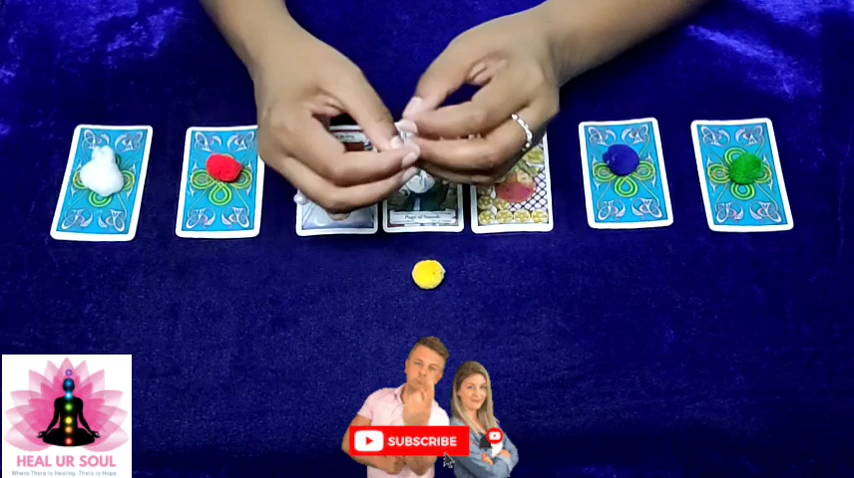 Page of Swords
SUBSCRIBE
HEAL UR SOUL
Where There is Healing, There is Hope.